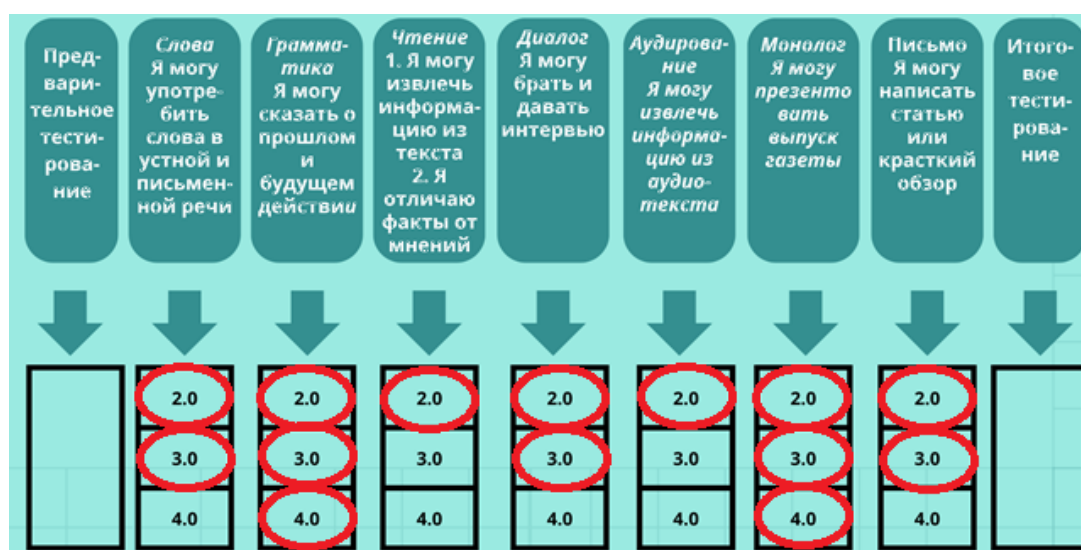 Пред-
вари-
тельное
тести-
рова-
ние
Слова
Я могу
употре-
бить
слова в
устной и
письмен-
ной речи
Грамма-
тика
Я могу
сказать о
прошлом
и
будущем
действии
Чтение
1. Я могу
извлечь
информа-
цию из
текста
2. Я
отличаю
факты от
мнений
Диалог
Я могу
брать и
давать
интервью
Аудирова-
ние
Я могу
извлечь
информа-
цию из
аудио-
текста
Монолог
Я могу
презенто
вать
выпуск
газеты
Письмо
Я могу
написать
статью
или
красткий
обзор
Итого-
вое
тести-
рова-
ние
2.0 2.0 2.0 2.0 2.0 2.0 2.0
3.0 3.0 3.0 3.0 3.0 3.0 3.0
4.0 4.0 4.0 4.0 4.0 4.0 4.0